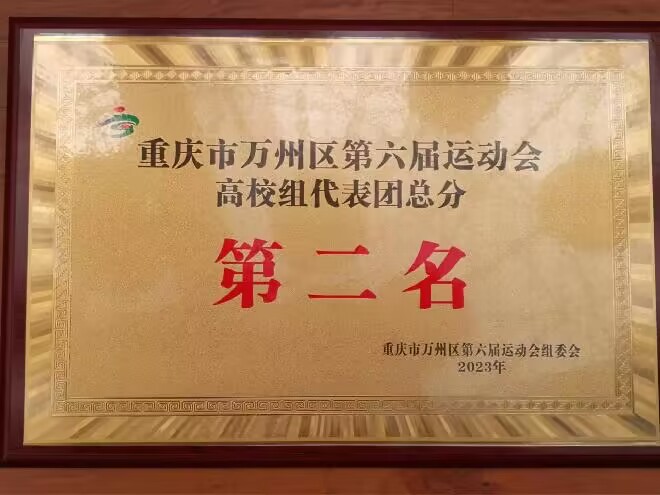 重庆市万州区第六届运动会
高校组代表团总分
第二名
重庆市万州区第六届运动会组委会
2023年